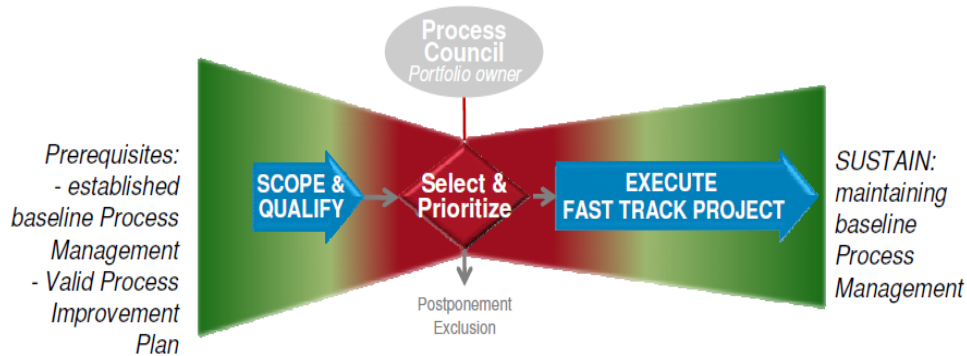 Process
Council
Portfolio owner
Prerequisites:
- established
baseline Process
Management
- Valid Process
Improvement
Plan
SCOPE &
QUALIFY
Select &
Prioritize
EXECUTE
FAST TRACK PROJECT
SUSTAIN:
maintaining
baseline
Process
Management
Postponement
Exclusion